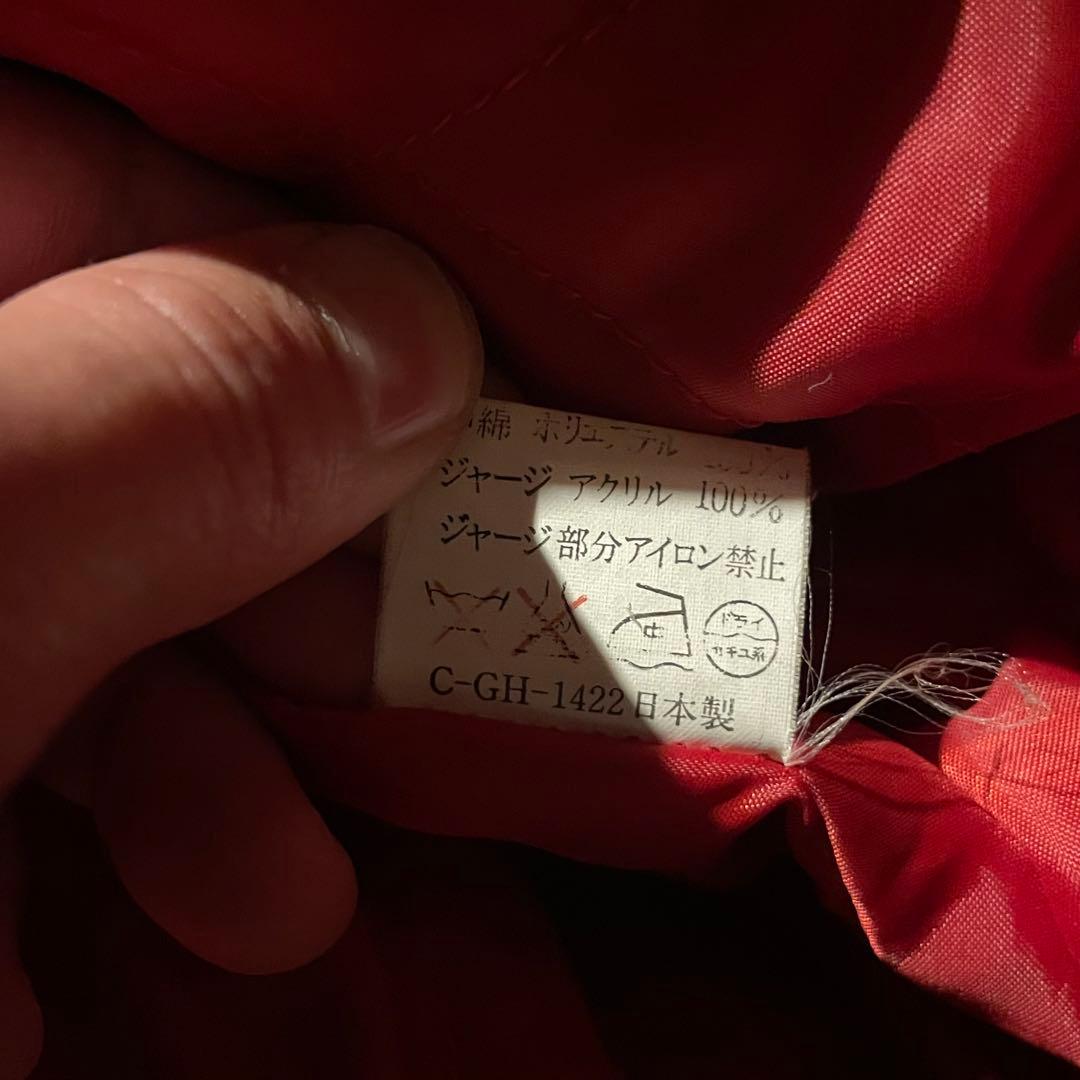 綿 ポリエステル 100%
ジャージ アクリル 100%
ジャージ部分アイロン禁止
中 ドライ セキユ系
C-GH-1422日本製